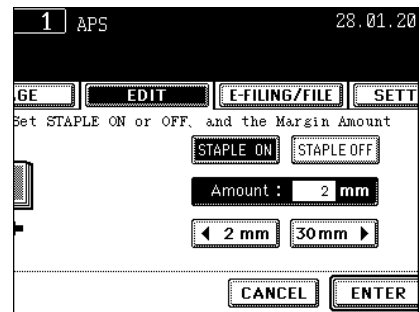 1 APS 28.01.20
GE EDIT E-FILING/FILE SETT
Set STAPLE ON or OFF, and the Margin Amount
STAPLE ON STAPLE OFF
Amount : 2 mm
2 mm 30mm
CANCEL ENTER